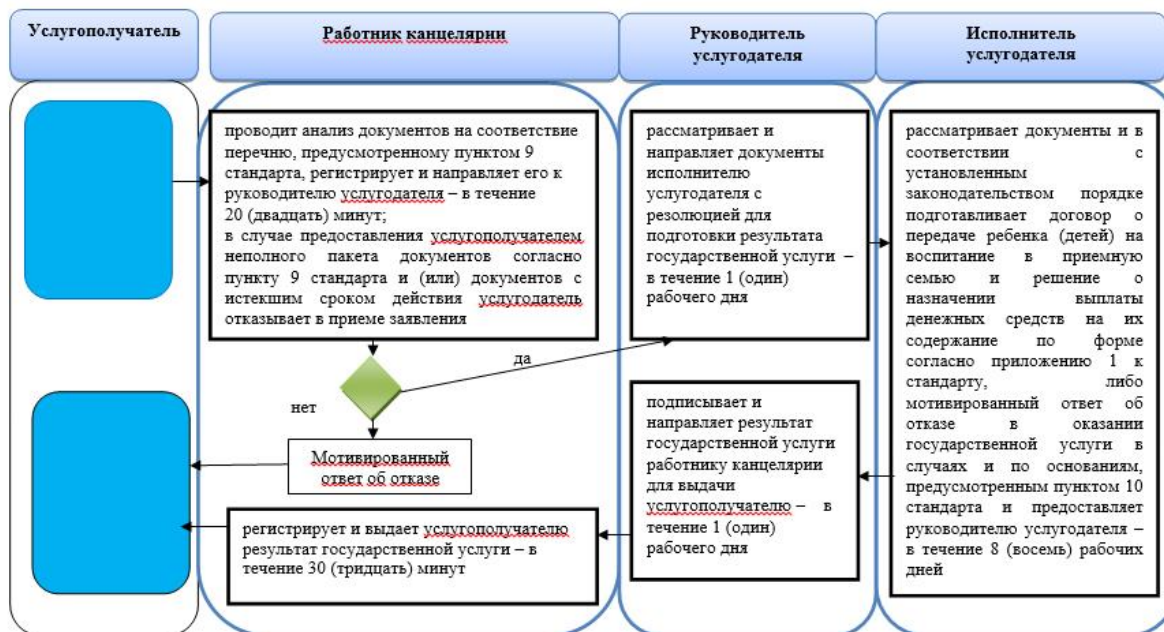 Услугополучатель
Работник канцелярии
Руководитель
услугодателя
Исполнитель
услугодателя
проводит анализ документов на соответствие
перечню, предусмотренному пунктом 9
стандарта, регистрирует и направляет его к
руководителю услугодателя – в течение
20 (двадцать) минут;
в случае предоставления услугополучателем
неполного пакета документов согласно
пункту 9 стандарта и (или) документов с
истекшим сроком действия услугодатель
отказывает в приеме заявления
да
нет
Мотивированный
ответ об отказе
регистрирует и выдает услугополучателю
результат государственной услуги – в
течение 30 (тридцать) минут
рассматривает и
направляет документы
исполнителю
услугодателя с
резолюцией для
подготовки результата
государственной услуги –
в течение 1 (один)
рабочего дня
подписывает и
направляет результат
государственной услуги
работнику канцелярии
для выдачи
услугополучателю – в
течение 1 (один)
рабочего дня
рассматривает документы и в
соответствии с
установленным
законодательством порядке
подготавливает договор о
передаче ребенка (детей) на
воспитание в приемную
семью и решение о
назначении выплаты
денежных средств на их
содержание по форме
согласно приложению 1 к
стандарту, либо
мотивированный ответ об
отказе в оказании
государственной услуги в
случаях и по основаниям,
предусмотренным пунктом 10
стандарта и предоставляет
руководителю услугодателя –
в течение 8 (восемь) рабочих
дней